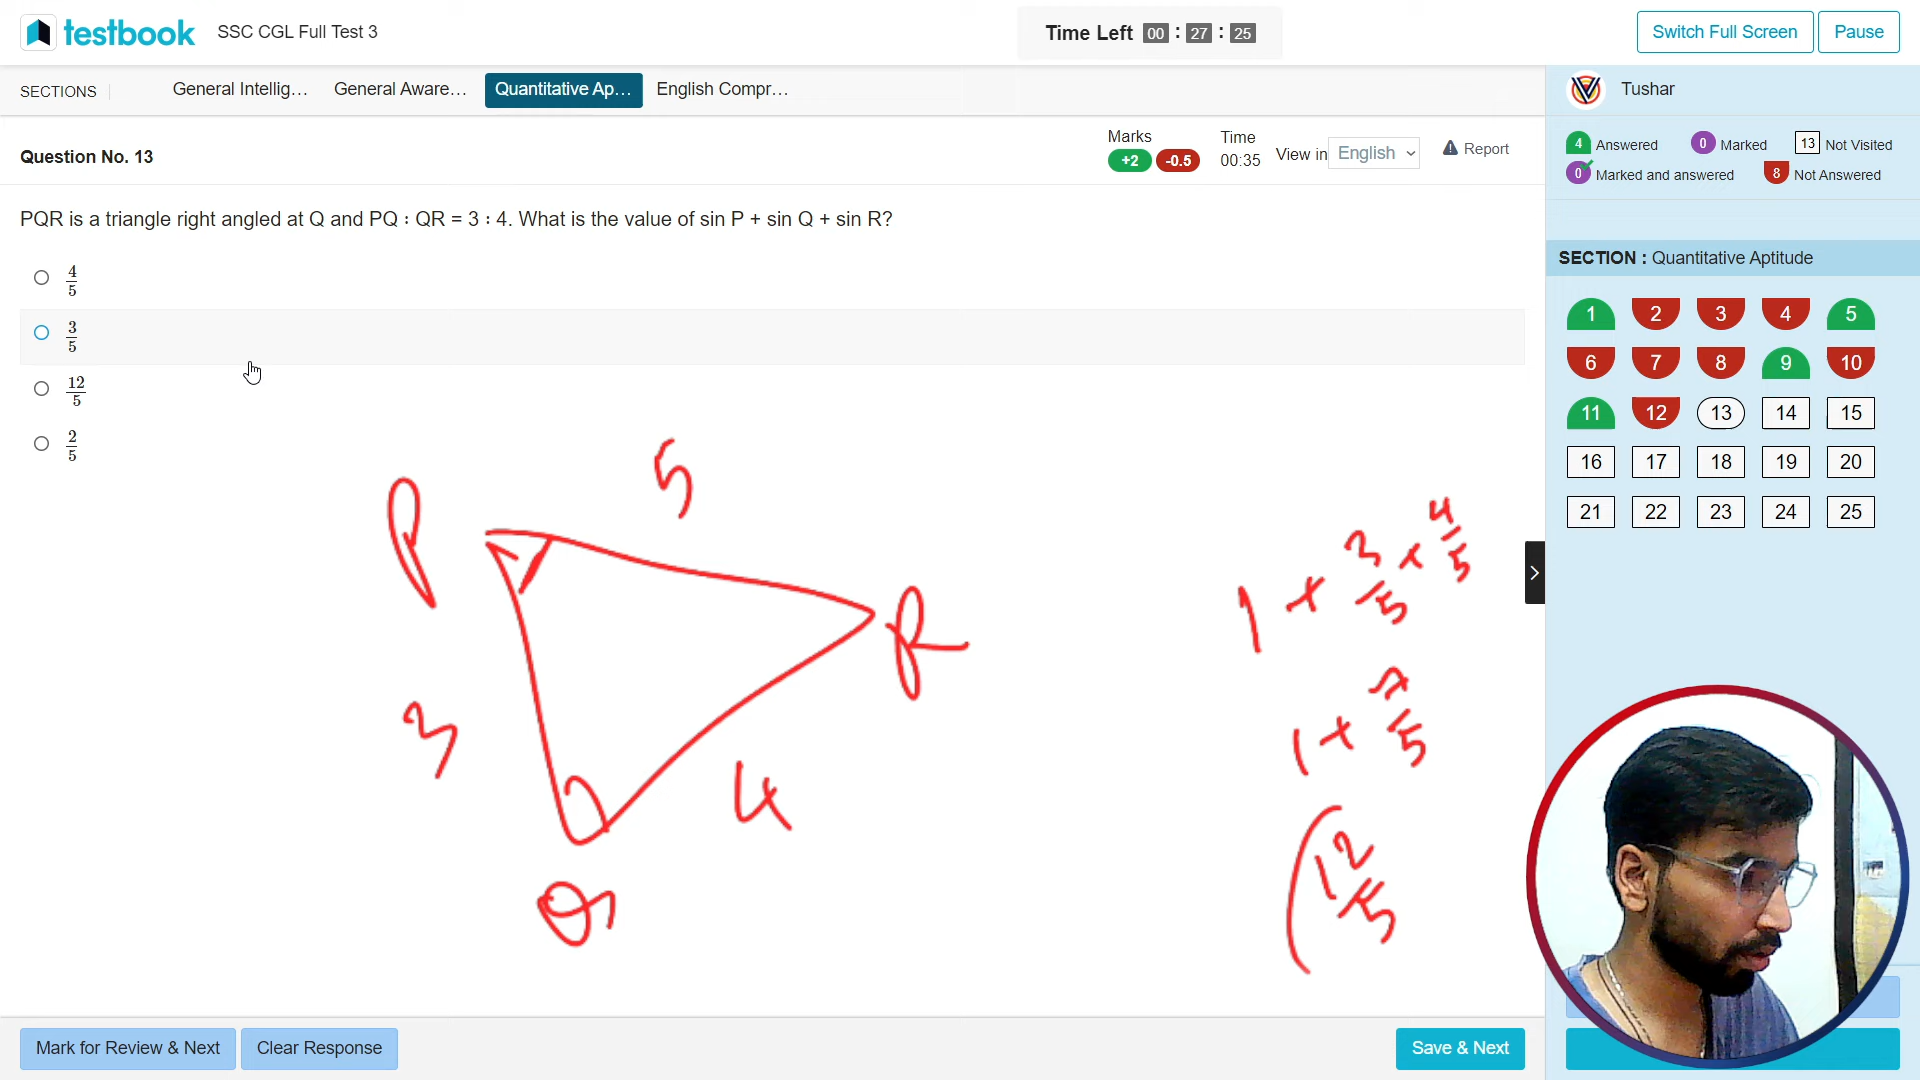 testbook SSC CGL Full Test 3 Time Left 00 : 27 : 25 Switch Full Screen Pause
SECTIONS General Intellig... General Aware... Quantitative Ap... English Compr...
Tushar
Question No. 13
Marks
+2 -0.5
Time
00:35
View in English
Report
4 Answered 0 Marked 13 Not Visited
0 Marked and answered 8 Not Answered
PQR is a triangle right angled at Q and PQ : QR = 3 : 4. What is the value of sin P + sin Q + sin R?
4/5
3/5
12/5
2/5
SECTION : Quantitative Aptitude
1 2 3 4 5
6 7 8 9 10
11 12 13 14 15
16 17 18 19 20
21 22 23 24 25
P
5
R
3
4
Q
1 + 3/5 + 4/5
1 + 7/5
12/5
Mark for Review & Next Clear Response Save & Next